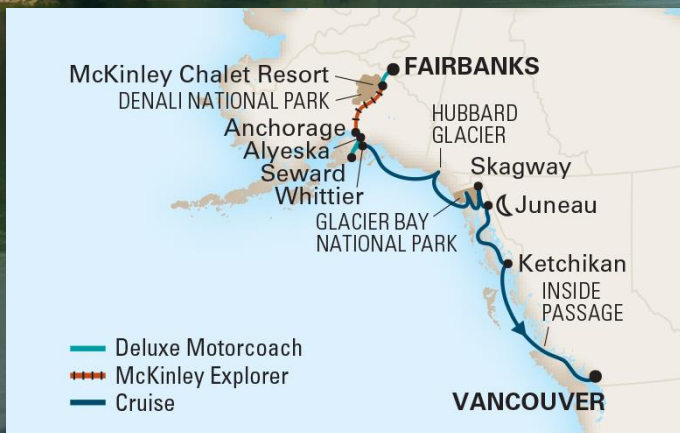 McKinley Chalet Resort
FAIRBANKS
DENALI NATIONAL PARK
HUBBARD
GLACIER
Anchorage
Alyeska
Seward
Whittier
Skagway
Juneau
GLACIER BAY
NATIONAL PARK
Ketchikan
INSIDE
PASSAGE
Deluxe Motorcoach
McKinley Explorer
Cruise
VANCOUVER